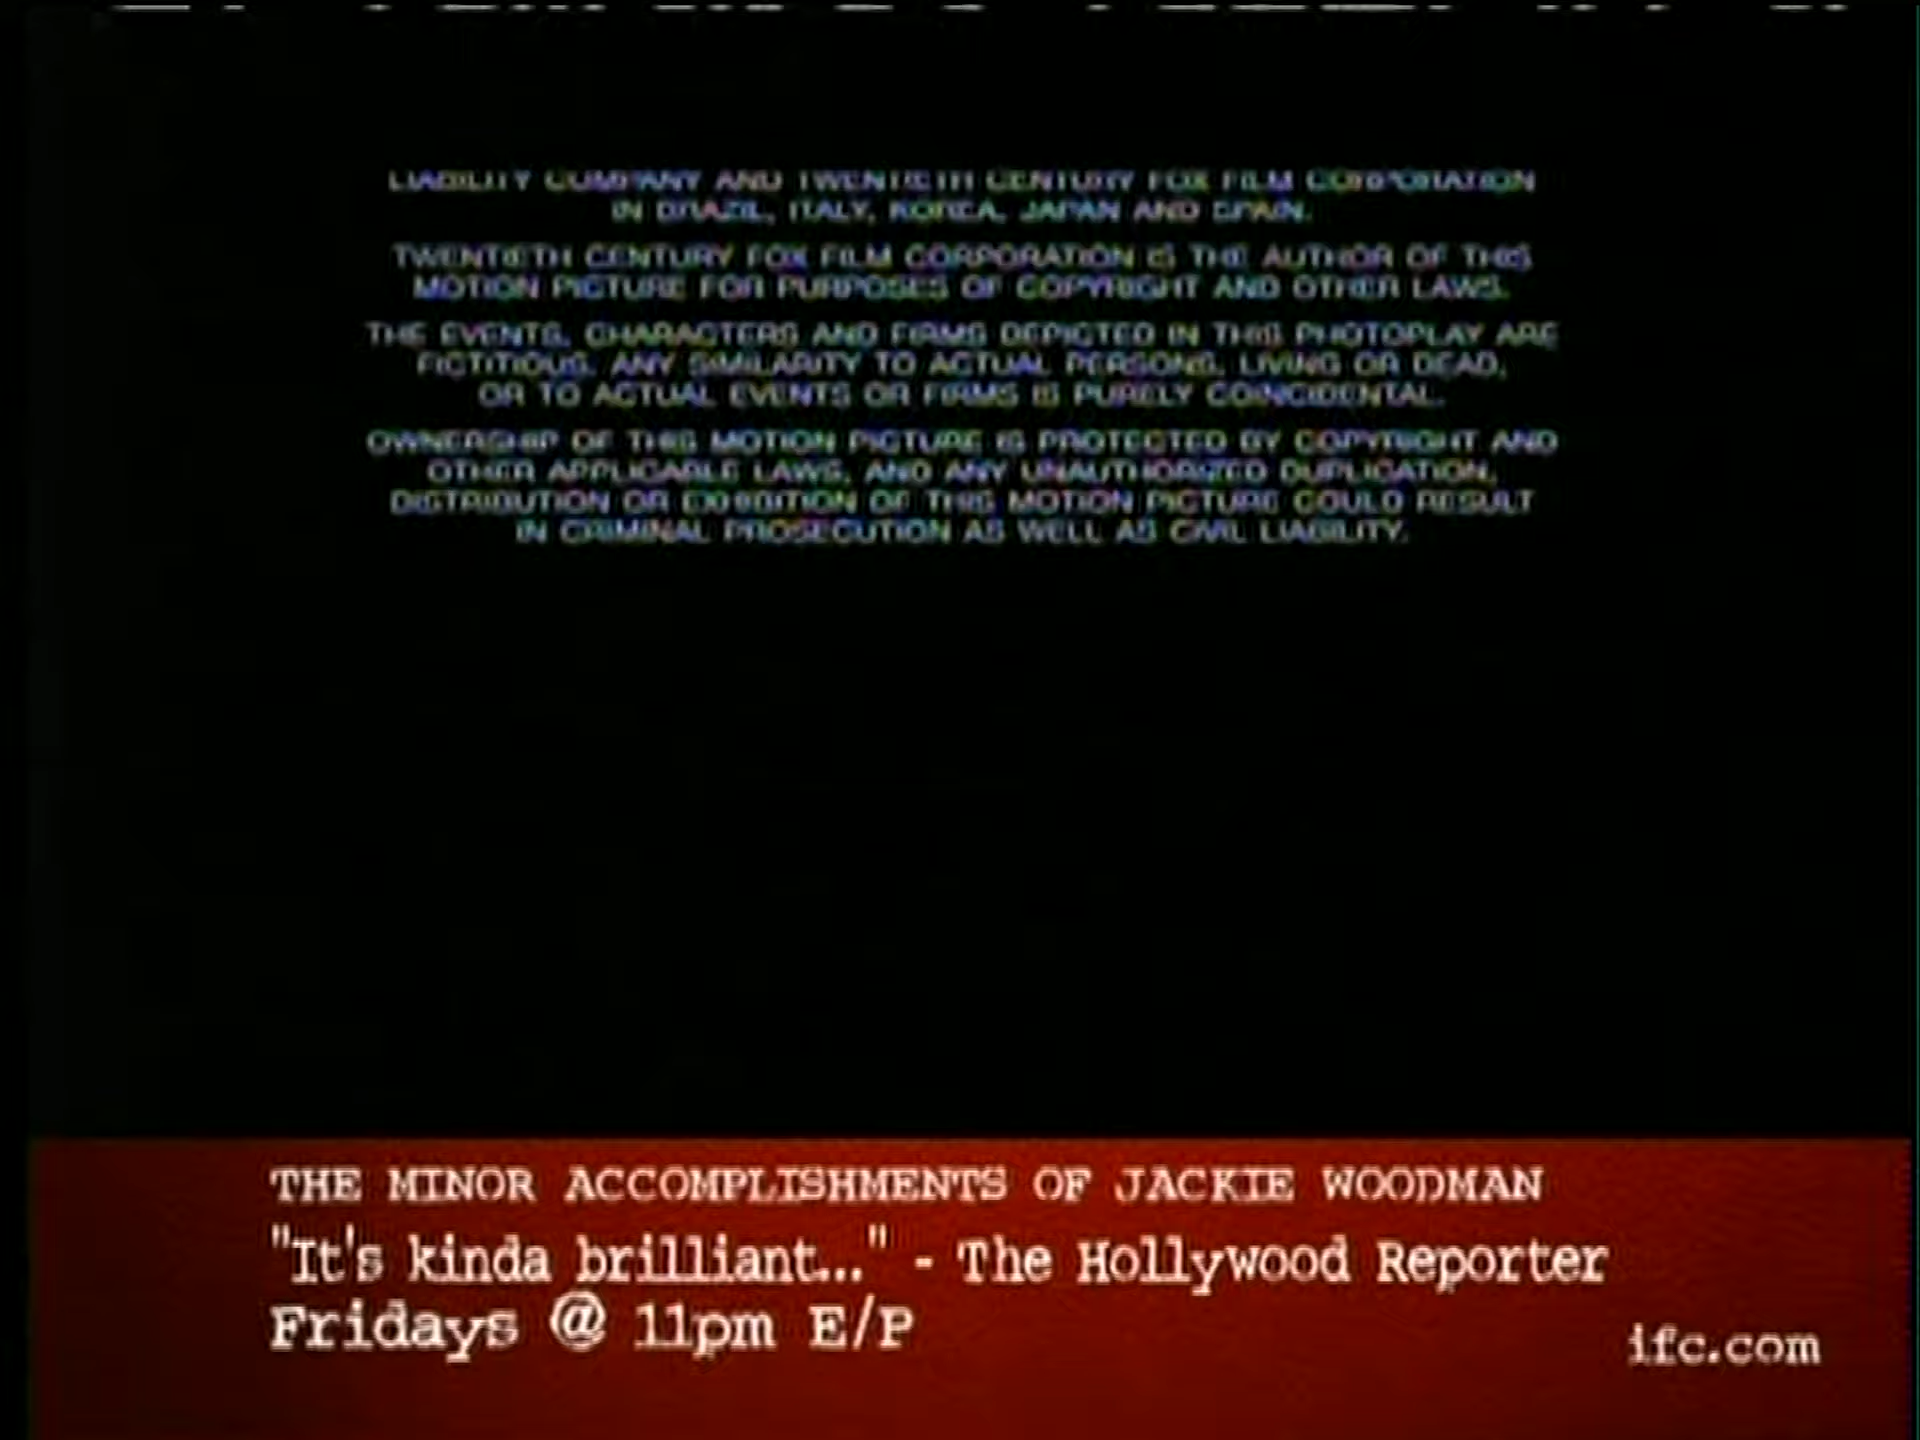 LIABILITY COMPANY AND TWENTIETH CENTURY FOX FILM CORPORATION
IN BRAZIL, ITALY, KOREA, JAPAN AND SPAIN.
TWENTIETH CENTURY FOX FILM CORPORATION IS THE AUTHOR OF THIS
MOTION PICTURE FOR PURPOSES OF COPYRIGHT AND OTHER LAWS.
THE EVENTS, CHARACTERS AND FIRMS DEPICTED IN THIS PHOTOPLAY ARE
FICTITIOUS. ANY SIMILARITY TO ACTUAL PERSONS, LIVING OR DEAD,
OR TO ACTUAL EVENTS OR FIRMS IS PURELY COINCIDENTAL.
OWNERSHIP OF THIS MOTION PICTURE IS PROTECTED BY COPYRIGHT AND
OTHER APPLICABLE LAWS, AND ANY UNAUTHORIZED DUPLICATION,
DISTRIBUTION OR EXHIBITION OF THIS MOTION PICTURE COULD RESULT
IN CRIMINAL PROSECUTION AS WELL AS CIVIL LIABILITY.
THE MINOR ACCOMPLISHMENTS OF JACKIE WOODMAN
"It's kinda brilliant..." - The Hollywood Reporter
Fridays @ 11pm E/P
ifc.com